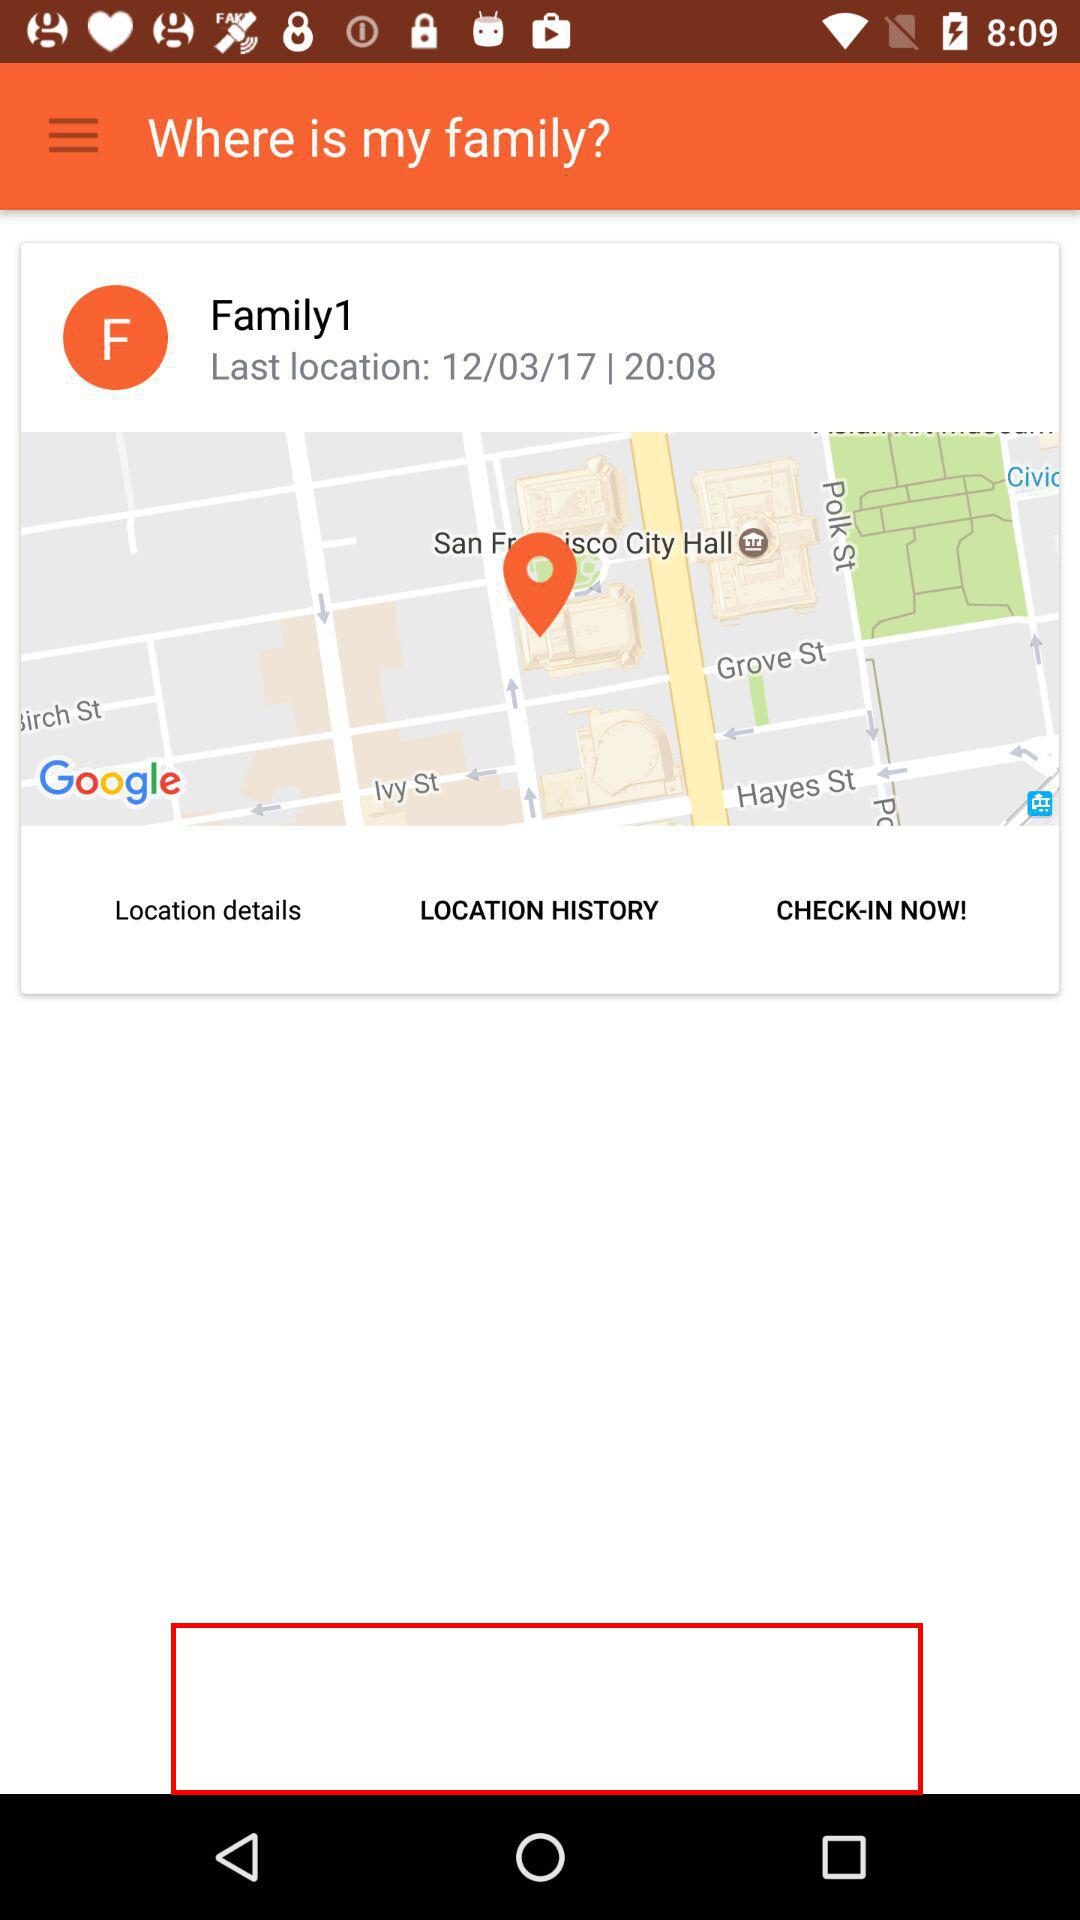 FAK
8:09
Where is my family?
F
Family1
Last location: 12/03/17 | 20:08
Civic
Polk St
San Fr isco City Hall
Grove St
Birch St
Google
Ivy St
Hayes St
Po
Location details
LOCATION HISTORY
CHECK-IN NOW!